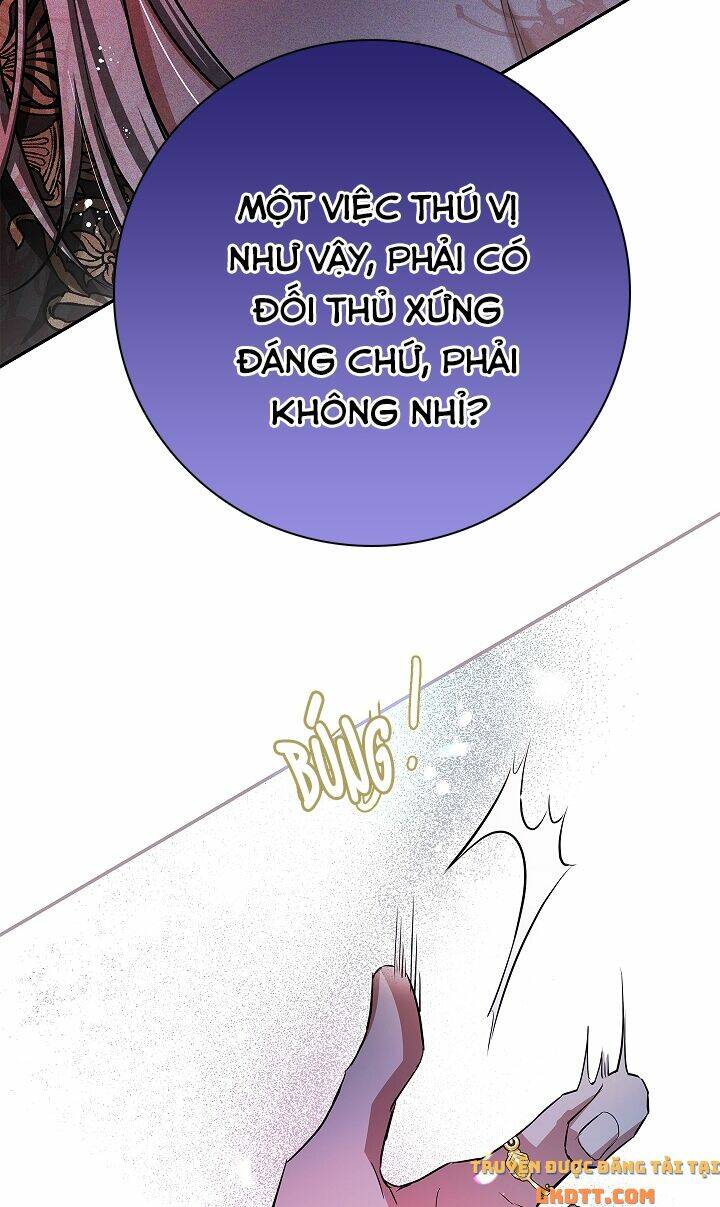 MỘT VIỆC THÚ VỊ
NHƯ VẬY, PHẢI CÓ
ĐỐI THỦ XỨNG
ĐÁNG CHỨ, PHẢI
KHÔNG NHỈ?
BÚNG!
TRUYỆN ĐƯỢC ĐĂNG TẢI TẠI
GKDTT.COM